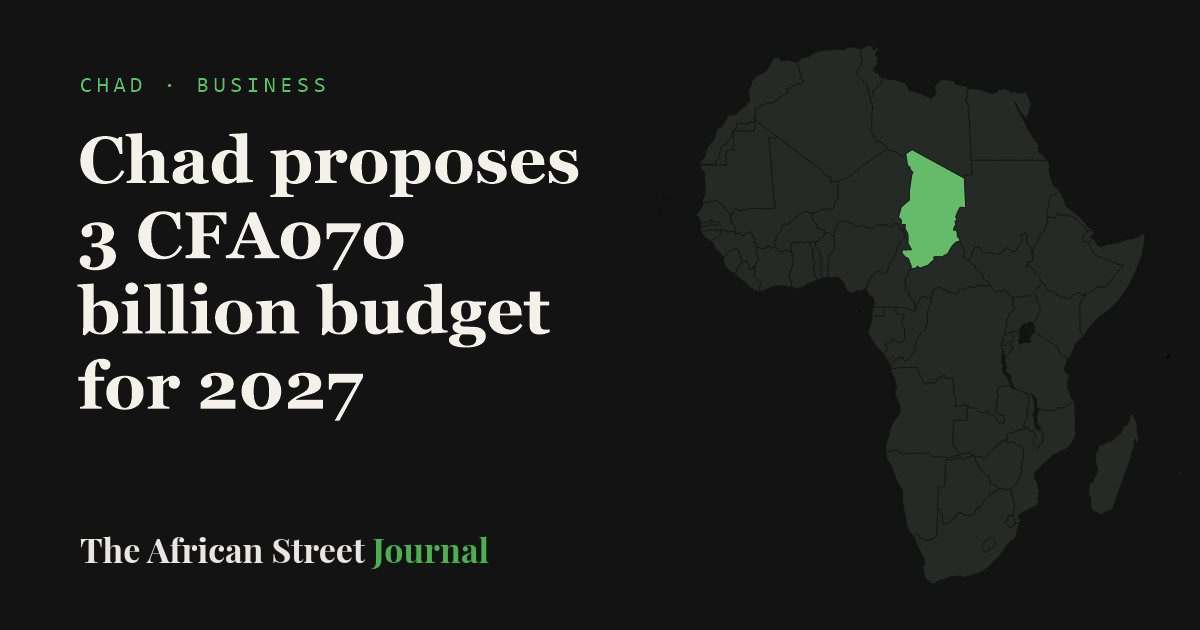 CHAD · BUSINESS
Chad proposes
3 CFA070
billion budget
for 2027
The African Street Journal